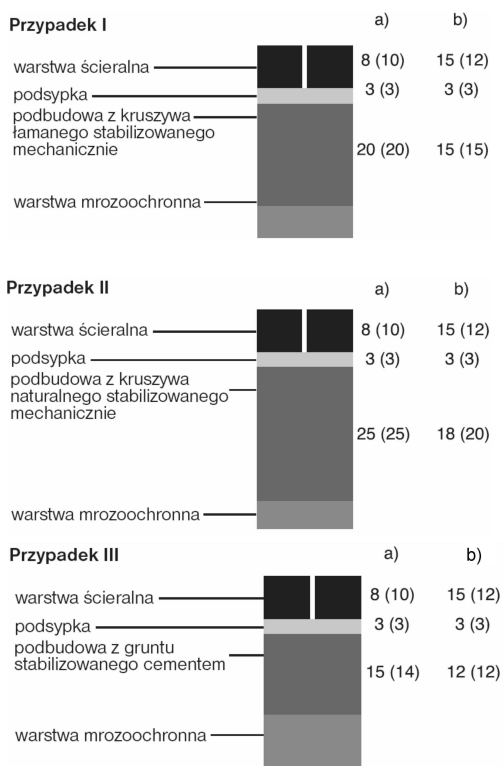 Przypadek I
a) b)
warstwa ścieralna 8 (10) 15 (12)
podsypka 3 (3) 3 (3)
podbudowa z kruszywa
łamanego stabilizowanego
mechanicznie 20 (20) 15 (15)
warstwa mrozoochronna
Przypadek II
a) b)
warstwa ścieralna 8 (10) 15 (12)
podsypka 3 (3) 3 (3)
podbudowa z kruszywa
naturalnego stabilizowanego
mechanicznie
25 (25) 18 (20)
warstwa mrozoochronna
Przypadek III
a) b)
warstwa ścieralna 8 (10) 15 (12)
podsypka 3 (3) 3 (3)
podbudowa z gruntu
stabilizowanego cementem
15 (14) 12 (12)
warstwa mrozoochronna